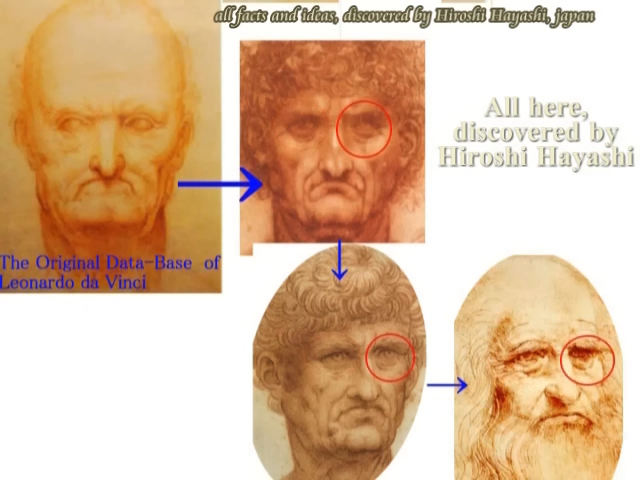 all facts and ideas, discovered by Hiroshi Hayashi, japan
All here,
discovered by
Hiroshi Hayashi
The Original Data-Base of
Leonardo da Vinci